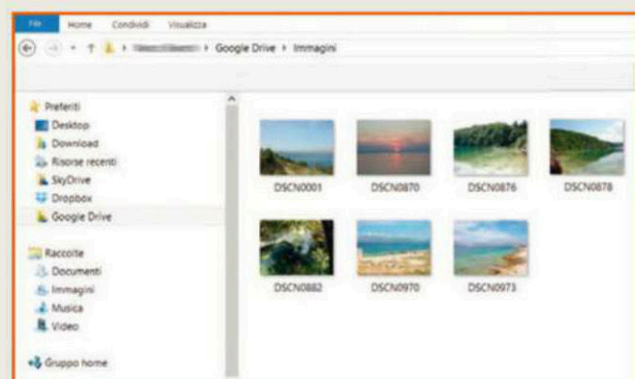 File Home Condividi Visualizza
Google Drive Immagini
Preferiti
Desktop
Download
Risorse recenti
SkyDrive
Dropbox
Google Drive
Raccolte
Documenti
Immagini
Musica
Video
Gruppo home
DSCN0001 DSCN0870 DSCN0876 DSCN0878
DSCN0882 DSCN0970 DSCN0973